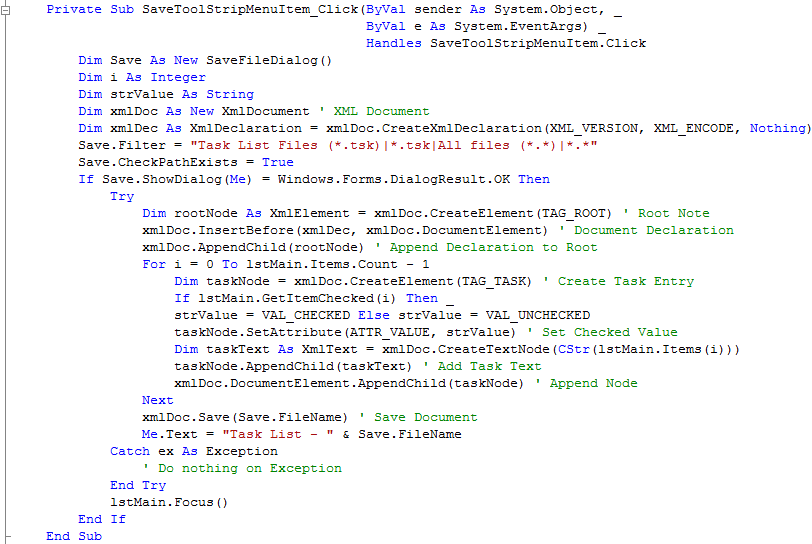 Private Sub SaveToolStripMenuItem_Click(ByVal sender As System.Object, _
                                        ByVal e As System.EventArgs) _
                                        Handles SaveToolStripMenuItem.Click
    Dim Save As New SaveFileDialog()
    Dim i As Integer
    Dim strValue As String
    Dim xmlDoc As New XmlDocument ' XML Document
    Dim xmlDec As XmlDeclaration = xmlDoc.CreateXmlDeclaration(XML_VERSION, XML_ENCODE, Nothing)
    Save.Filter = "Task List Files (*.tsk)|*.tsk|All files (*.*)|*.*"
    Save.CheckPathExists = True
    If Save.ShowDialog(Me) = Windows.Forms.DialogResult.OK Then
        Try
            Dim rootNode As XmlElement = xmlDoc.CreateElement(TAG_ROOT) ' Root Note
            xmlDoc.InsertBefore(xmlDec, xmlDoc.DocumentElement) ' Document Declaration
            xmlDoc.AppendChild(rootNode) ' Append Declaration to Root
            For i = 0 To lstMain.Items.Count - 1
                Dim taskNode = xmlDoc.CreateElement(TAG_TASK) ' Create Task Entry
                If lstMain.GetItemChecked(i) Then _
                strValue = VAL_CHECKED Else strValue = VAL_UNCHECKED
                taskNode.SetAttribute(ATTR_VALUE, strValue) ' Set Checked Value
                Dim taskText As XmlText = xmlDoc.CreateTextNode(CStr(lstMain.Items(i)))
                taskNode.AppendChild(taskText) ' Add Task Text
                xmlDoc.DocumentElement.AppendChild(taskNode) ' Append Node
            Next
            xmlDoc.Save(Save.FileName) ' Save Document
            Me.Text = "Task List - " & Save.FileName
        Catch ex As Exception
            ' Do nothing on Exception
        End Try
        lstMain.Focus()
    End If
End Sub